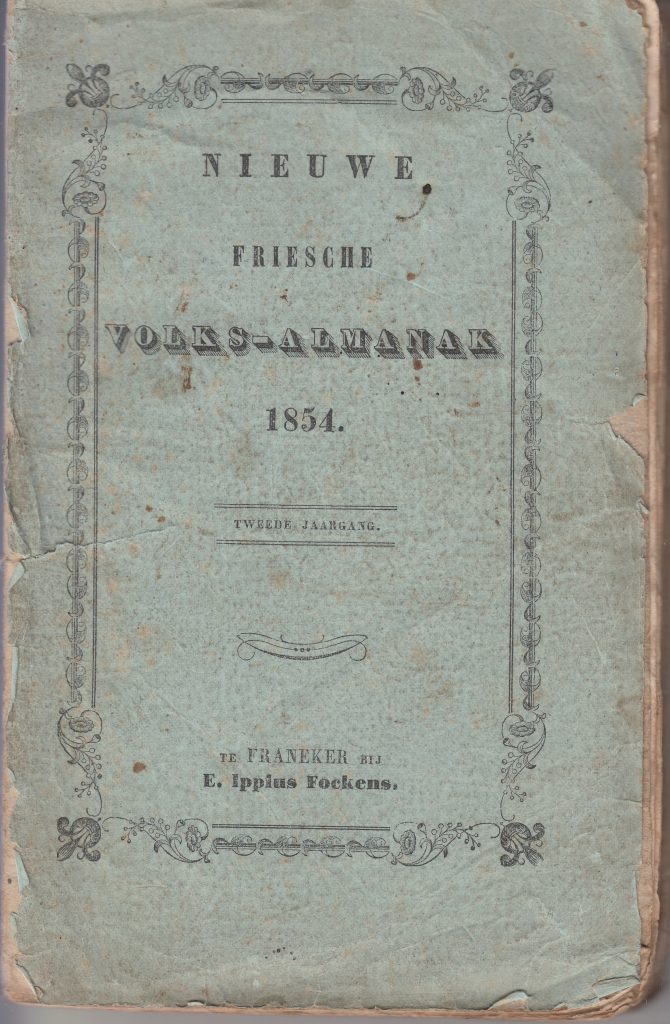 NIEUWE
FRIESCHE
VOLKS-ALMANAK
1854.
TWEEDE JAARGANG.
TE FRANEKER BIJ
E. Ippius Fockens.